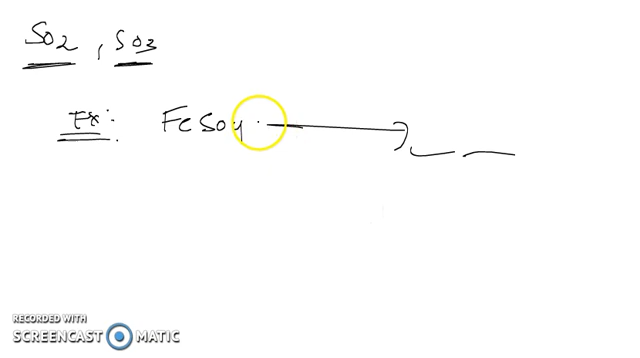 SO2, SO3
Ex:- FeSO4
RECORDED WITH
SCREENCAST MATIC